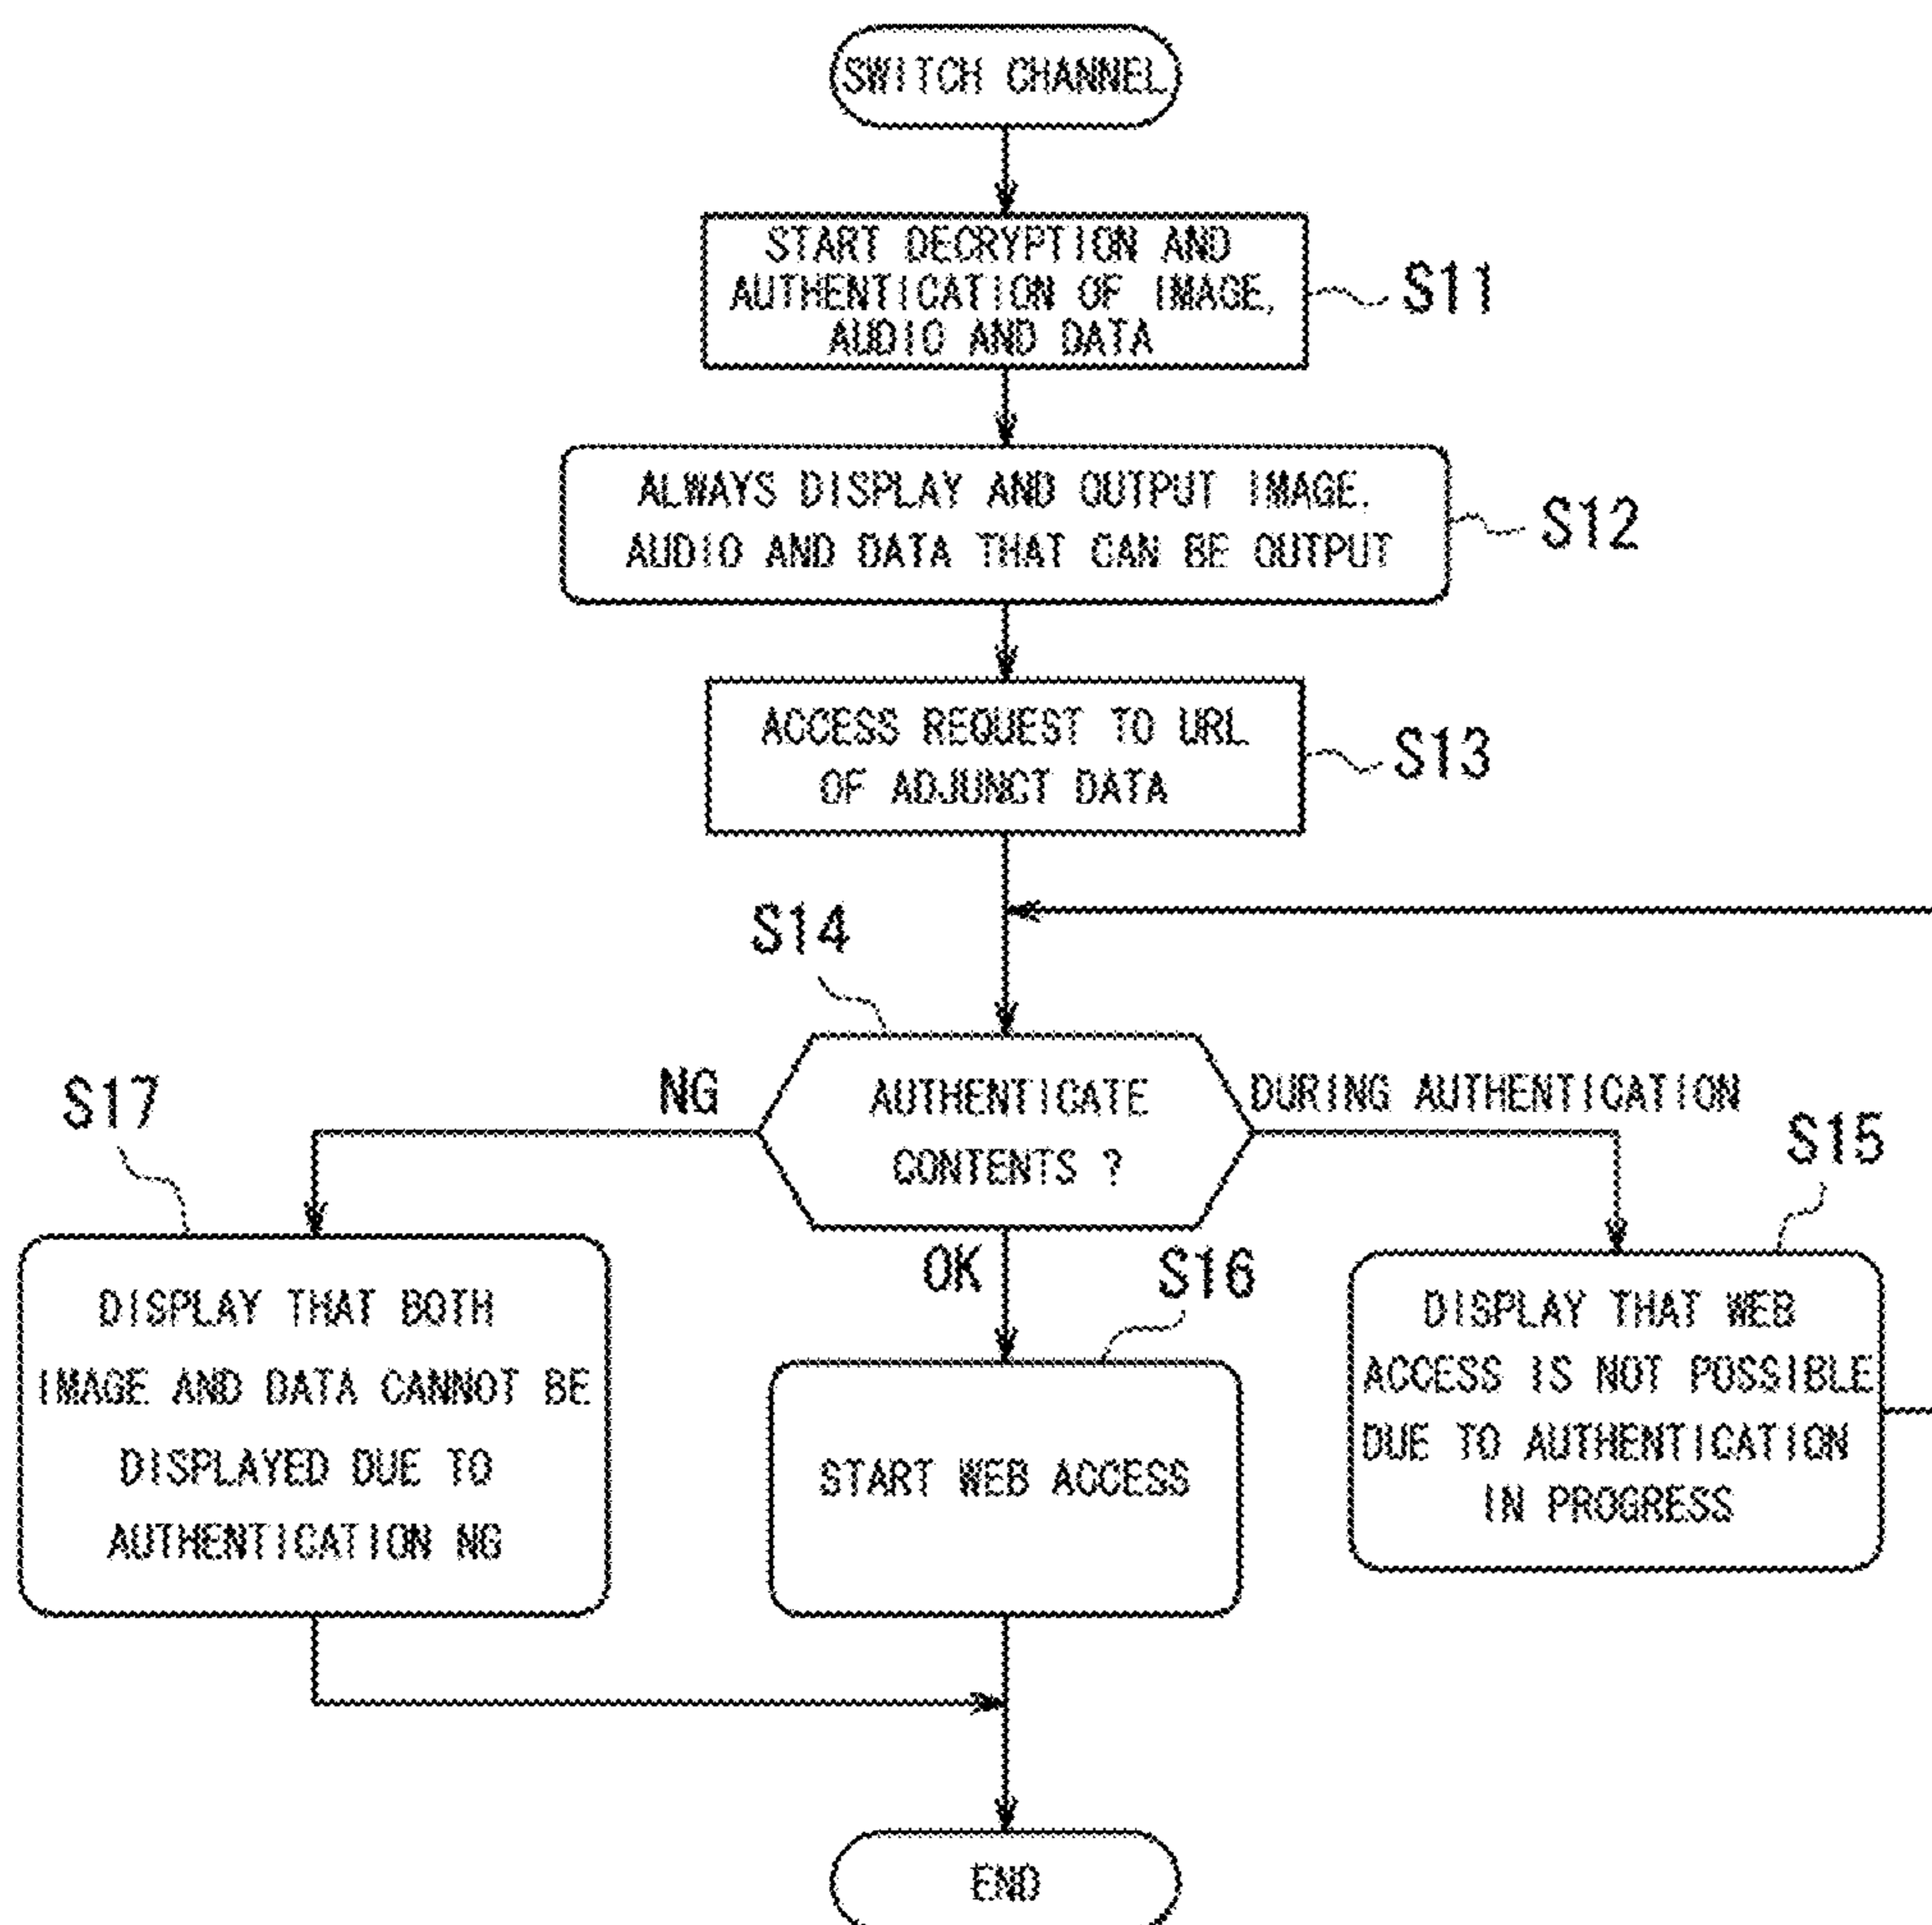 SWITCH CHANNEL
START DECRYPTION AND
AUTHENTICATION OF IMAGE,
AUDIO AND DATA
S11
ALWAYS DISPLAY AND OUTPUT IMAGE,
AUDIO AND DATA THAT CAN BE OUTPUT
S12
ACCESS REQUEST TO URL
OF ADJUNCT DATA
S13
S14
AUTHENTICATE
CONTENTS ?
NG
DURING AUTHENTICATION
OK
S17
DISPLAY THAT BOTH
IMAGE AND DATA CANNOT BE
DISPLAYED DUE TO
AUTHENTICATION NG
S16
START WEB ACCESS
S15
DISPLAY THAT WEB
ACCESS IS NOT POSSIBLE
DUE TO AUTHENTICATION
IN PROGRESS
END